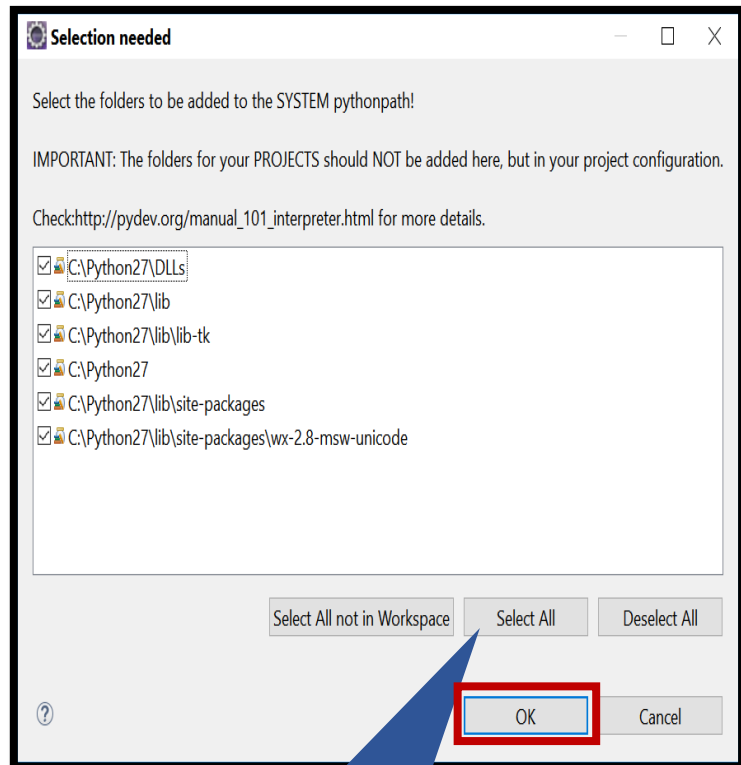 Selection needed
Select the folders to be added to the SYSTEM pythonpath!
IMPORTANT: The folders for your PROJECTS should NOT be added here, but in your project configuration.
Check:http://pydev.org/manual_101_interpreter.html for more details.
C:\Python27\DLLs
C:\Python27\lib
C:\Python27\lib\lib-tk
C:\Python27
C:\Python27\lib\site-packages
C:\Python27\lib\site-packages\wx-2.8-msw-unicode
Select All not in Workspace Select All Deselect All
? OK Cancel